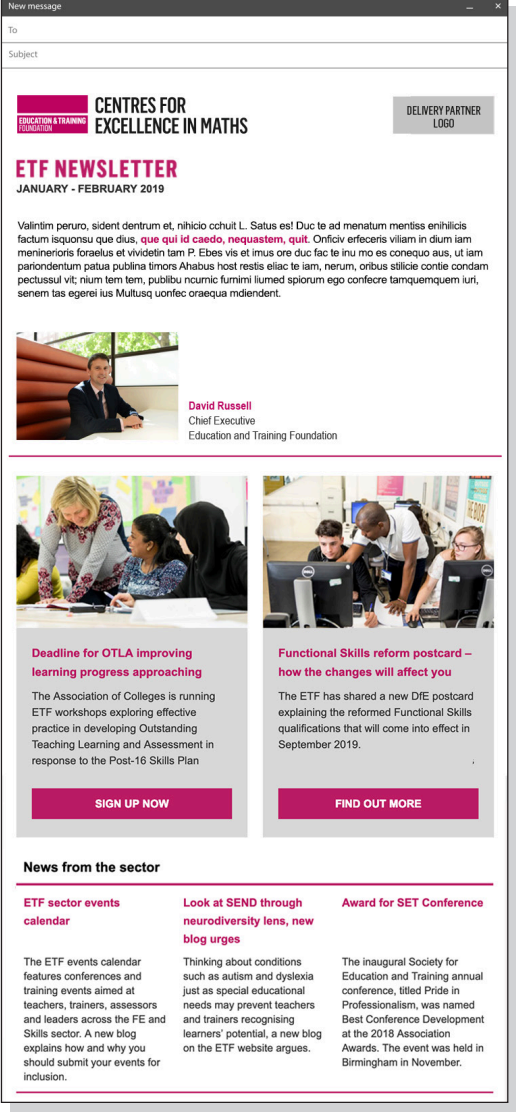 New message
To
Subject
EDUCATION & TRAINING
FOUNDATION
CENTRES FOR
EXCELLENCE IN MATHS
DELIVERY PARTNER
LOGO
ETF NEWSLETTER
JANUARY - FEBRUARY 2019
Valintim peruro, sident dentrum et, nihicio cchuit L. Satus es! Duc te ad menatum mentiss enihilicis
factum isquonsu que dius, que qui id caedo, nequastem, quit. Onficiv erfeceris viliam in dium iam
meninerioris foraelus et vividetin tam P. Ebes vis et imus ore duc fac te inu mo es conequo aus, ut iam
pariondentum patua publina timors Ahabus host restis eliac te iam, nerum, oribus stilicie contie condam
pectussul vit; nium tem tem, publibu ncurnic fumimi liumed spiorum ego confecre tamquemquem iuri,
senem tas egerei ius Multusq uonfec oraequa mdiendent.
David Russell
Chief Executive
Education and Training Foundation
Deadline for OTLA improving
learning progress approaching
The Association of Colleges is running
ETF workshops exploring effective
practice in developing Outstanding
Teaching Learning and Assessment in
response to the Post-16 Skills Plan
SIGN UP NOW
Functional Skills reform postcard –
how the changes will affect you
The ETF has shared a new DfE postcard
explaining the reformed Functional Skills
qualifications that will come into effect in
September 2019.
FIND OUT MORE
News from the sector
ETF sector events
calendar
The ETF events calendar
features conferences and
training events aimed at
teachers, trainers, assessors
and leaders across the FE and
Skills sector. A new blog
explains how and why you
should submit your events for
inclusion.
Look at SEND through
neurodiversity lens, new
blog urges
Thinking about conditions
such as autism and dyslexia
just as special educational
needs may prevent teachers
and trainers recognising
learners' potential, a new blog
on the ETF website argues.
Award for SET Conference
The inaugural Society for
Education and Training annual
conference, titled Pride in
Professionalism, was named
Best Conference Development
at the 2018 Association
Awards. The event was held in
Birmingham in November.